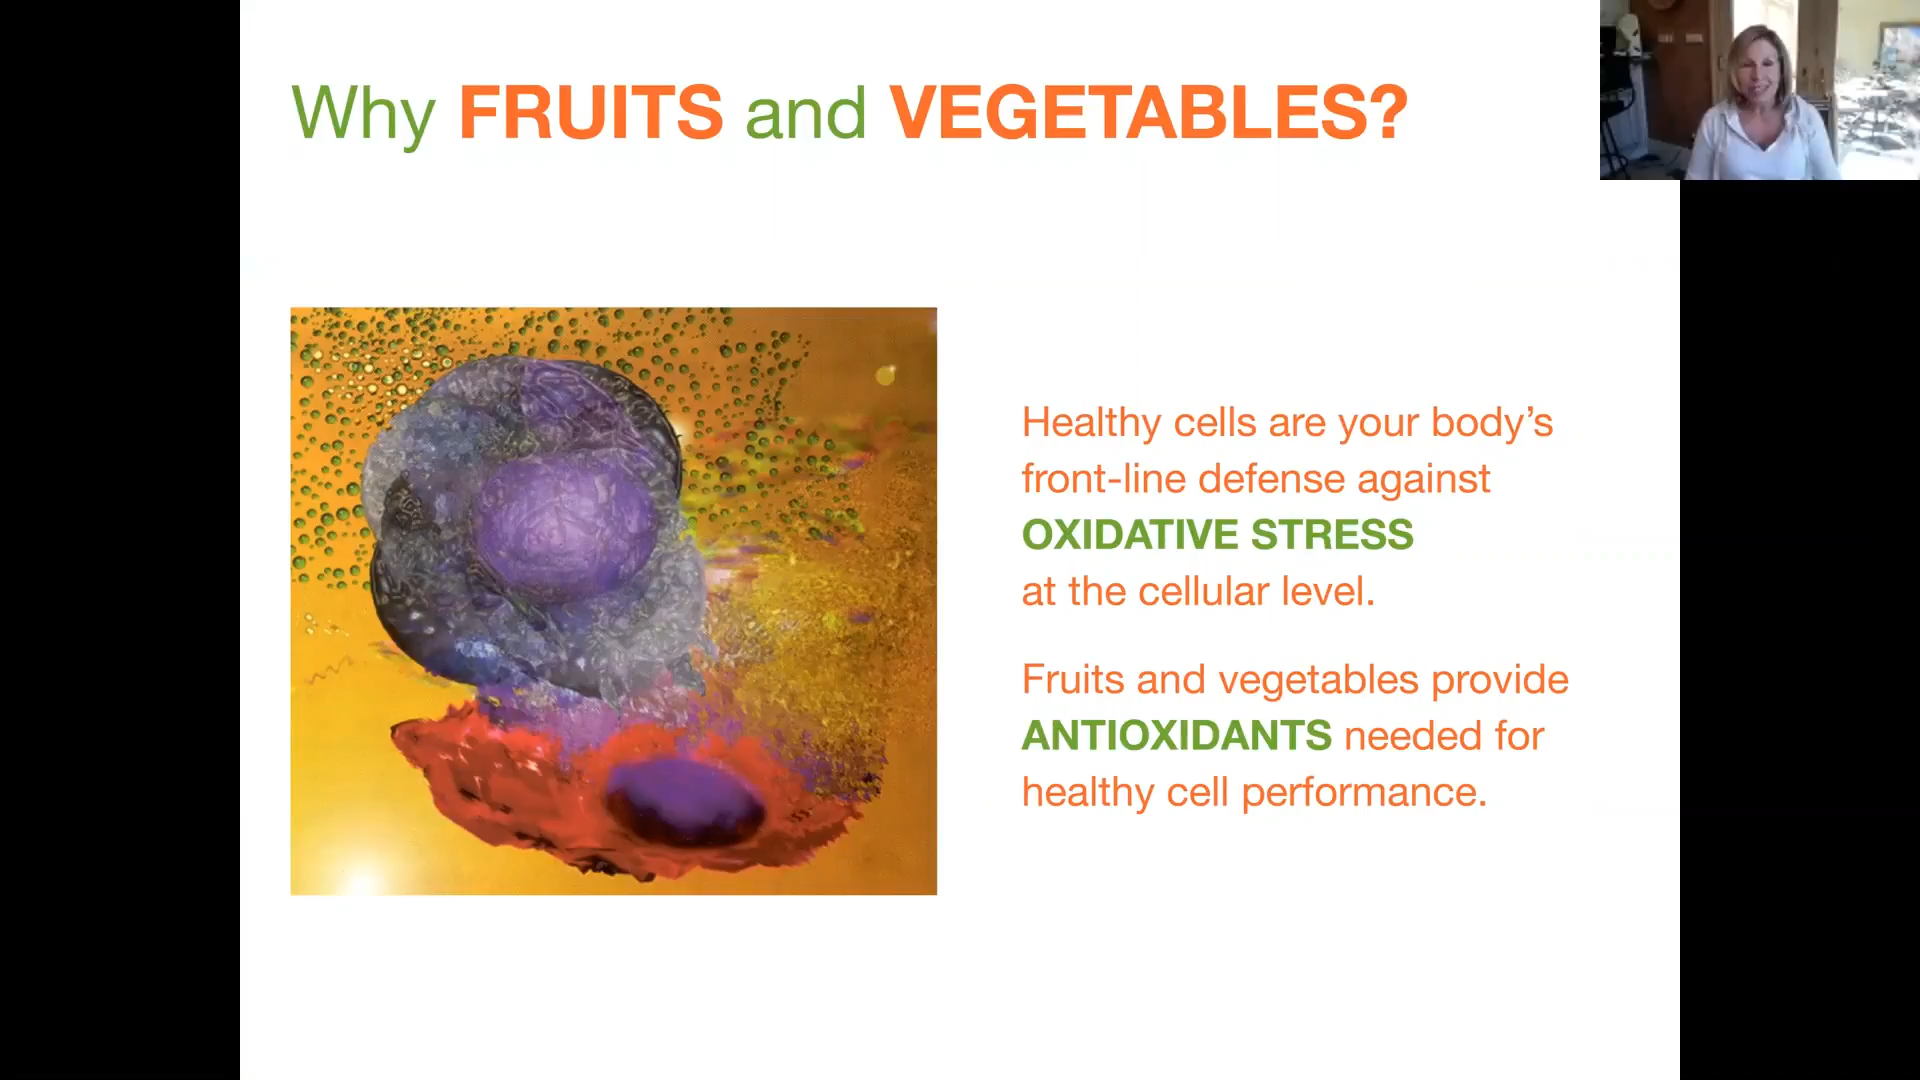 Why FRUITS and VEGETABLES?
Healthy cells are your body’s
front-line defense against
OXIDATIVE STRESS
at the cellular level.
Fruits and vegetables provide
ANTIOXIDANTS needed for
healthy cell performance.